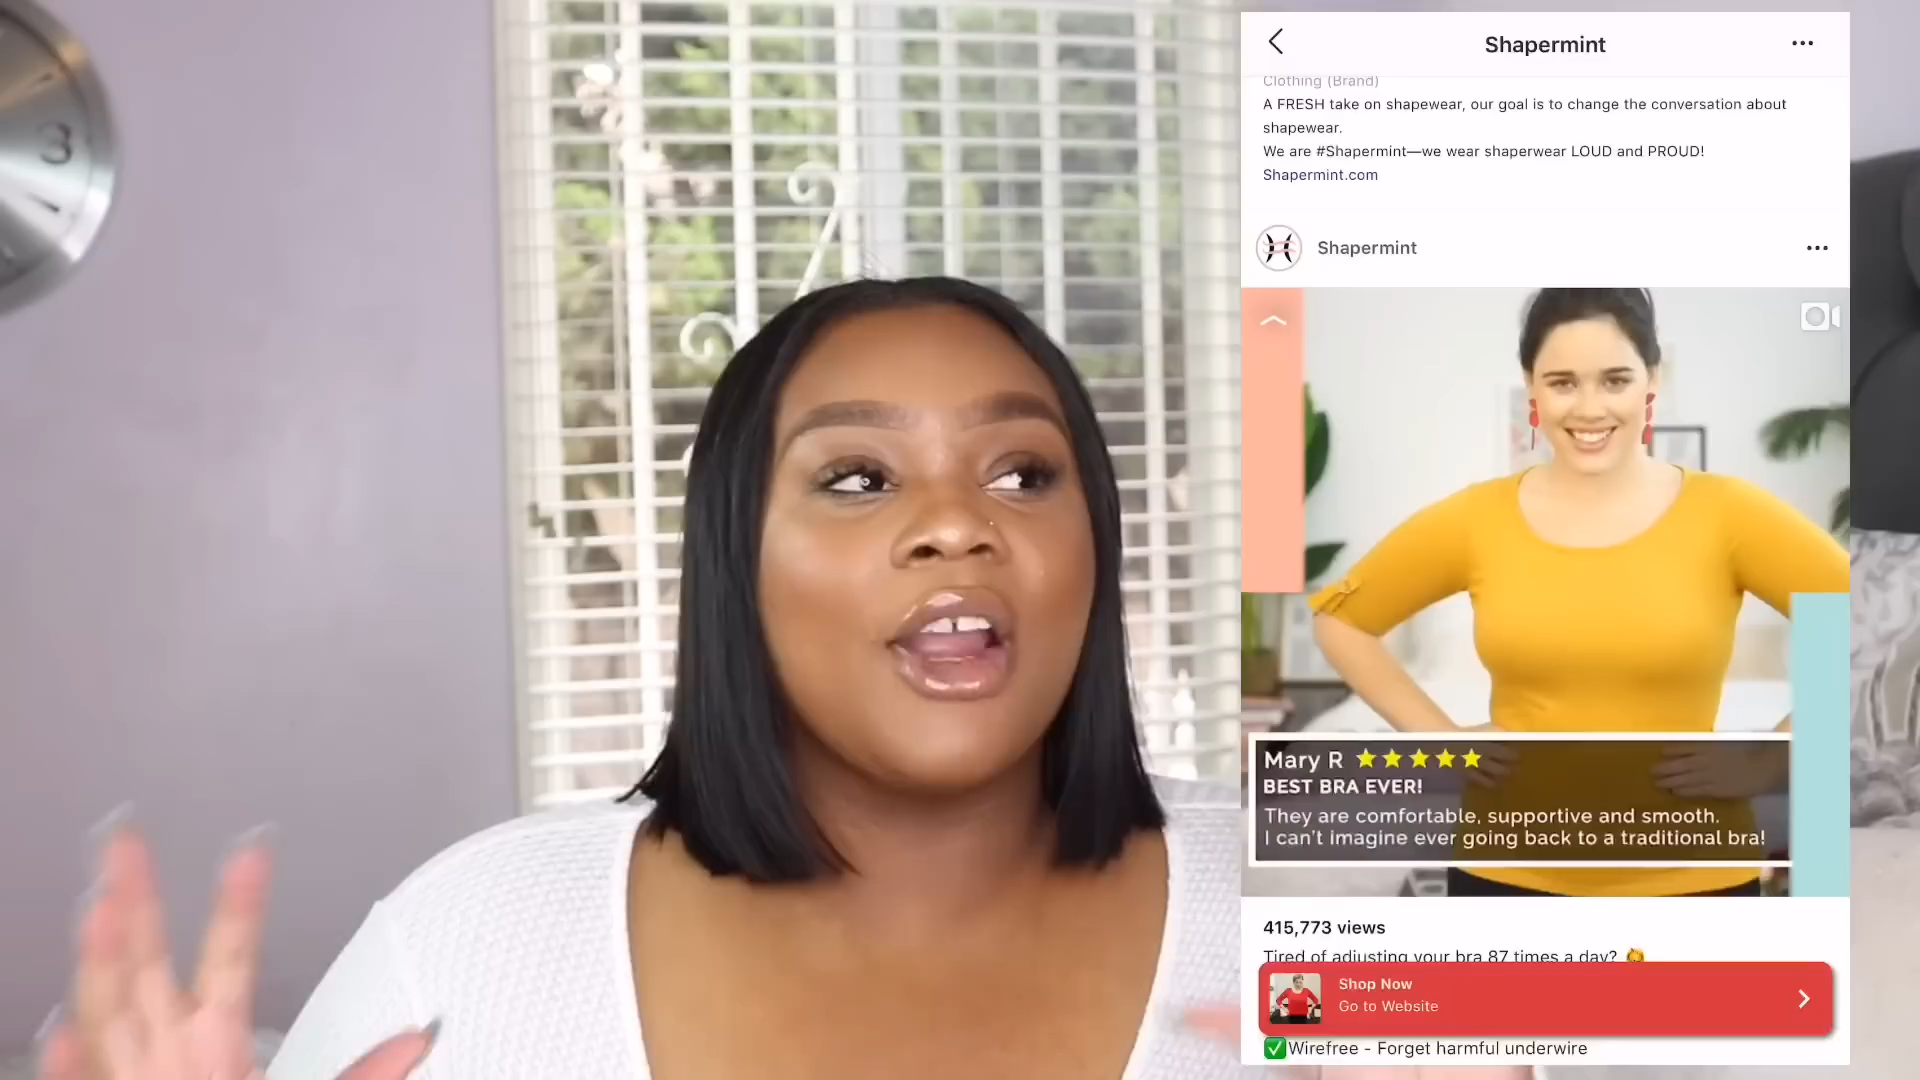 3
Shapermint
Clothing (Brand)
A FRESH take on shapewear, our goal is to change the conversation about
shapewear.
We are #Shapermint—we wear shaperwear LOUD and PROUD!
Shapermint.com
Shapermint
Mary R ★★★★★
BEST BRA EVER!
They are comfortable, supportive and smooth.
I can't imagine ever going back to a traditional bra!
415,773 views
Tired of adjusting your bra 87 times a day?
Shop Now
Go to Website
✅Wirefree - Forget harmful underwire